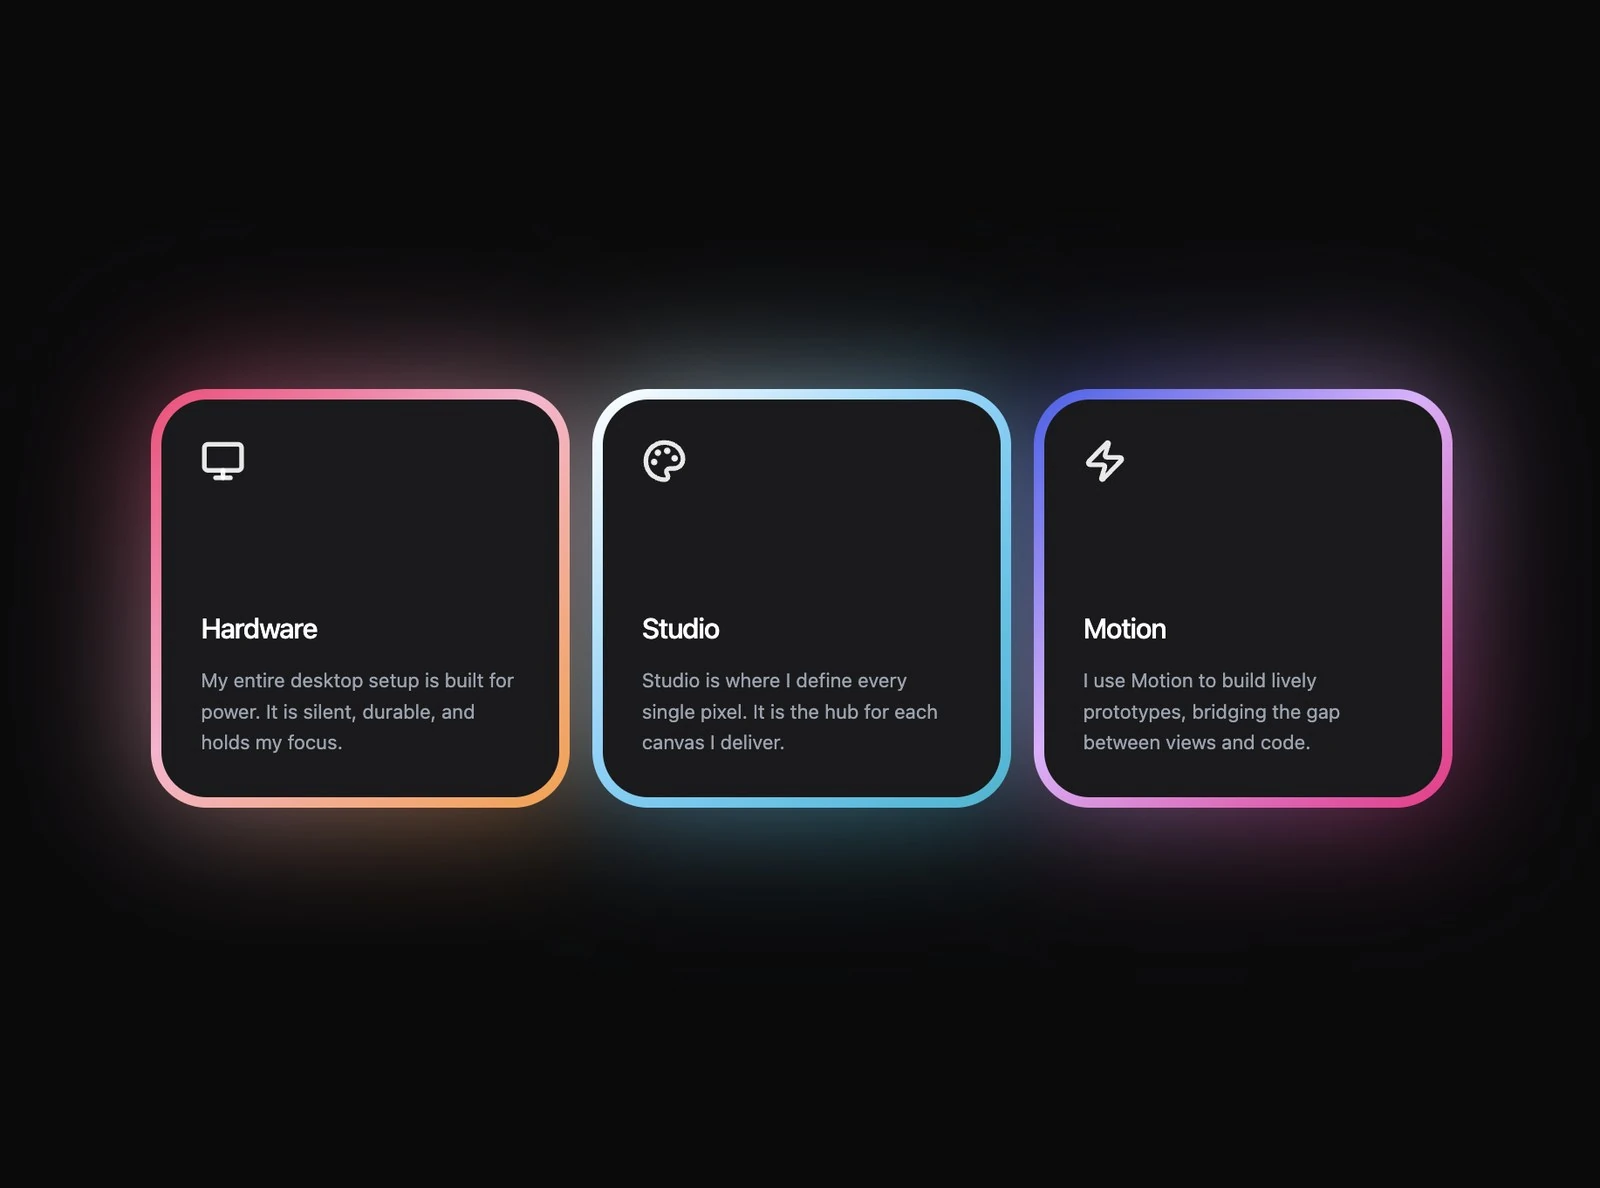 Hardware
My entire desktop setup is built for
power. It is silent, durable, and
holds my focus.
Studio
Studio is where I define every
single pixel. It is the hub for each
canvas I deliver.
Motion
I use Motion to build lively
prototypes, bridging the gap
between views and code.